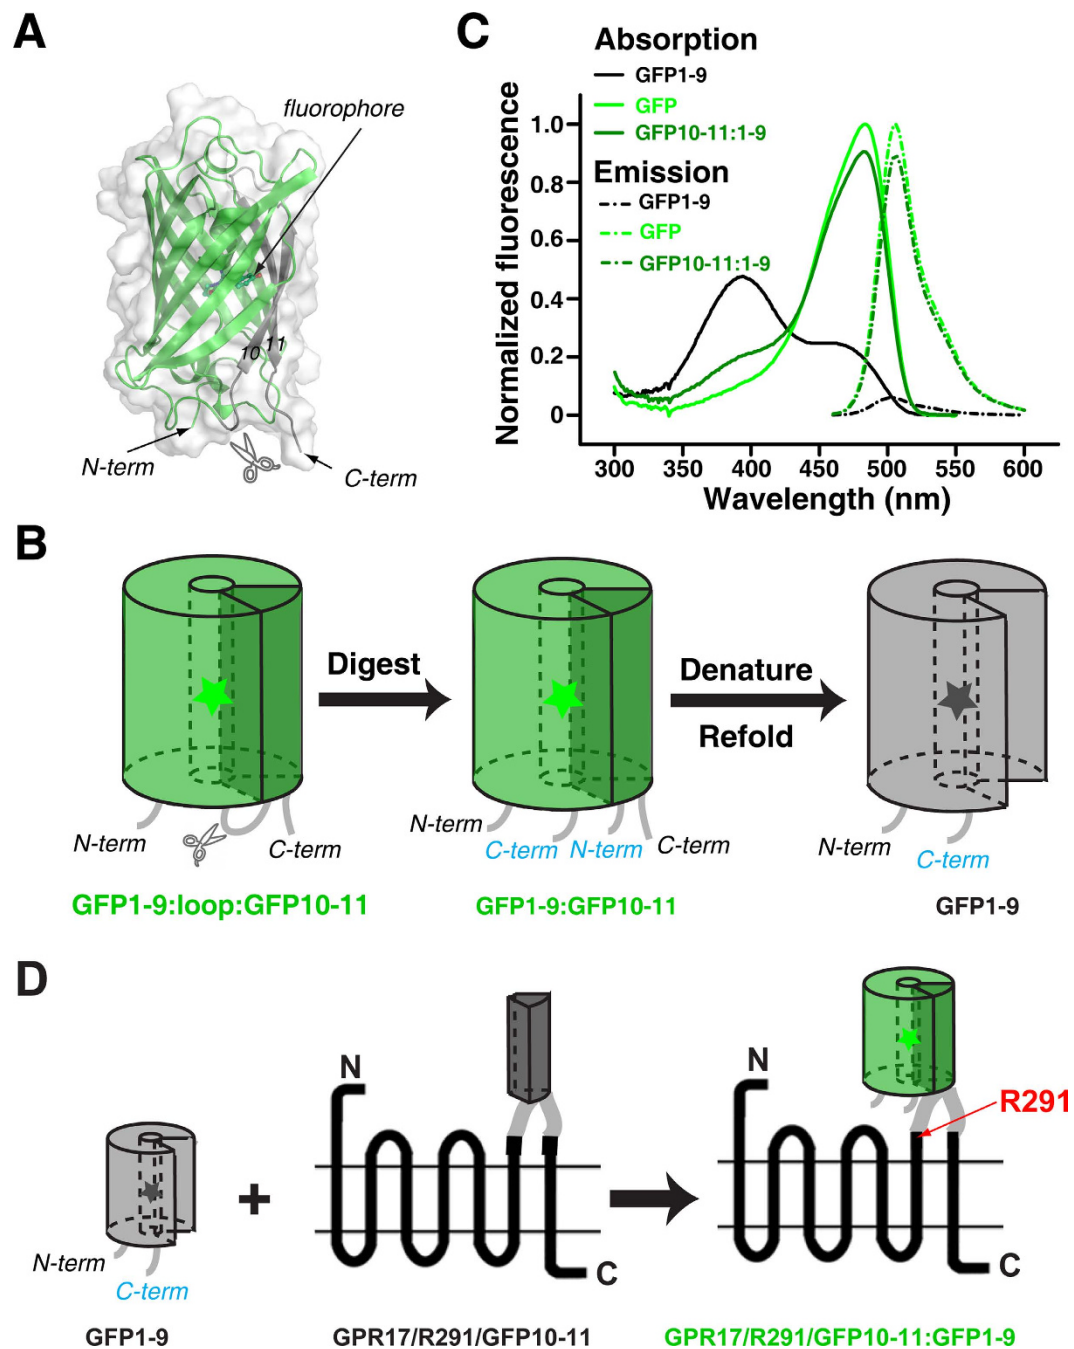 A
fluorophore
10 11
N-term
C-term
C
Absorption
GFP1-9
GFP
GFP10-11:1-9
Emission
GFP1-9
GFP
GFP10-11:1-9
Normalized fluorescence
1.0
0.8
0.6
0.4
0.2
0
300 350 400 450 500 550 600
Wavelength (nm)
B
Digest
Denature
Refold
N-term
C-term
N-term
C-term
N-term
C-term
N-term
C-term
GFP1-9:loop:GFP10-11
GFP1-9:GFP10-11
GFP1-9
D
N
N
R291
+
C
C
N-term
C-term
GFP1-9
GPR17/R291/GFP10-11
GPR17/R291/GFP10-11:GFP1-9